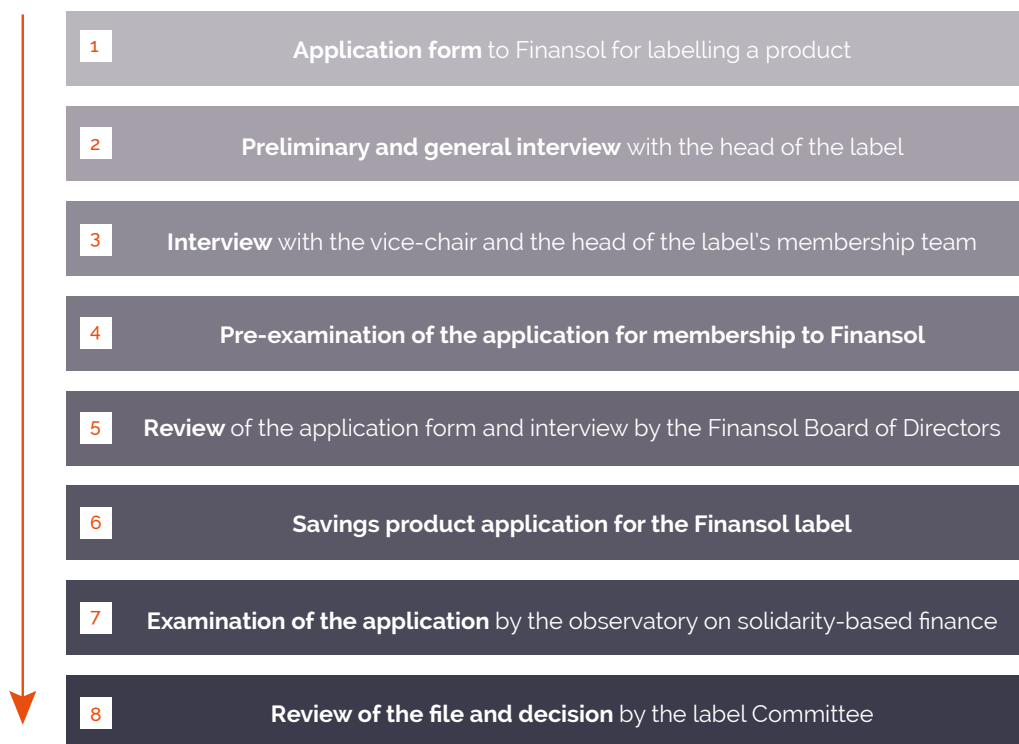 1 Application form to Finansol for labelling a product
2 Preliminary and general interview with the head of the label
3 Interview with the vice-chair and the head of the label's membership team
4 Pre-examination of the application for membership to Finansol
5 Review of the application form and interview by the Finansol Board of Directors
6 Savings product application for the Finansol label
7 Examination of the application by the observatory on solidarity-based finance
8 Review of the file and decision by the label Committee